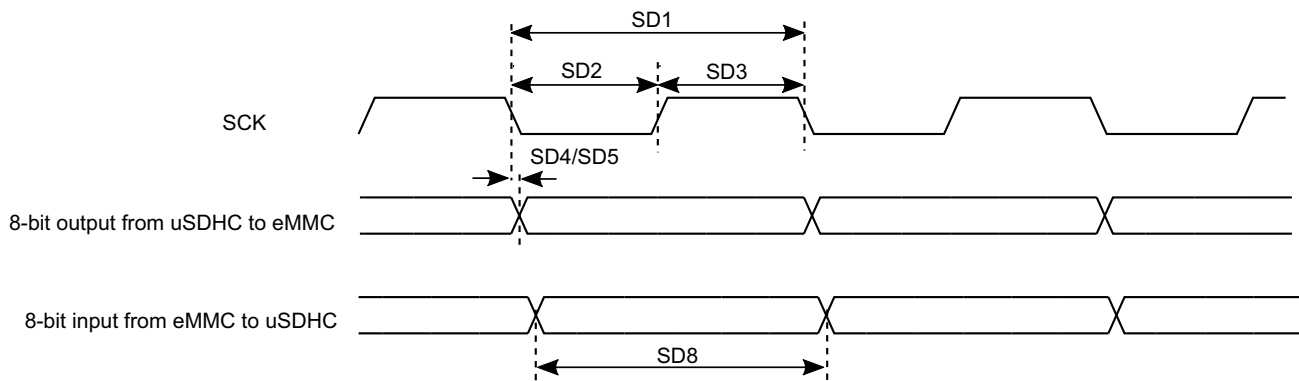 SD1
SD2 SD3
SCK
SD4/SD5
8-bit output from uSDHC to eMMC
8-bit input from eMMC to uSDHC
SD8